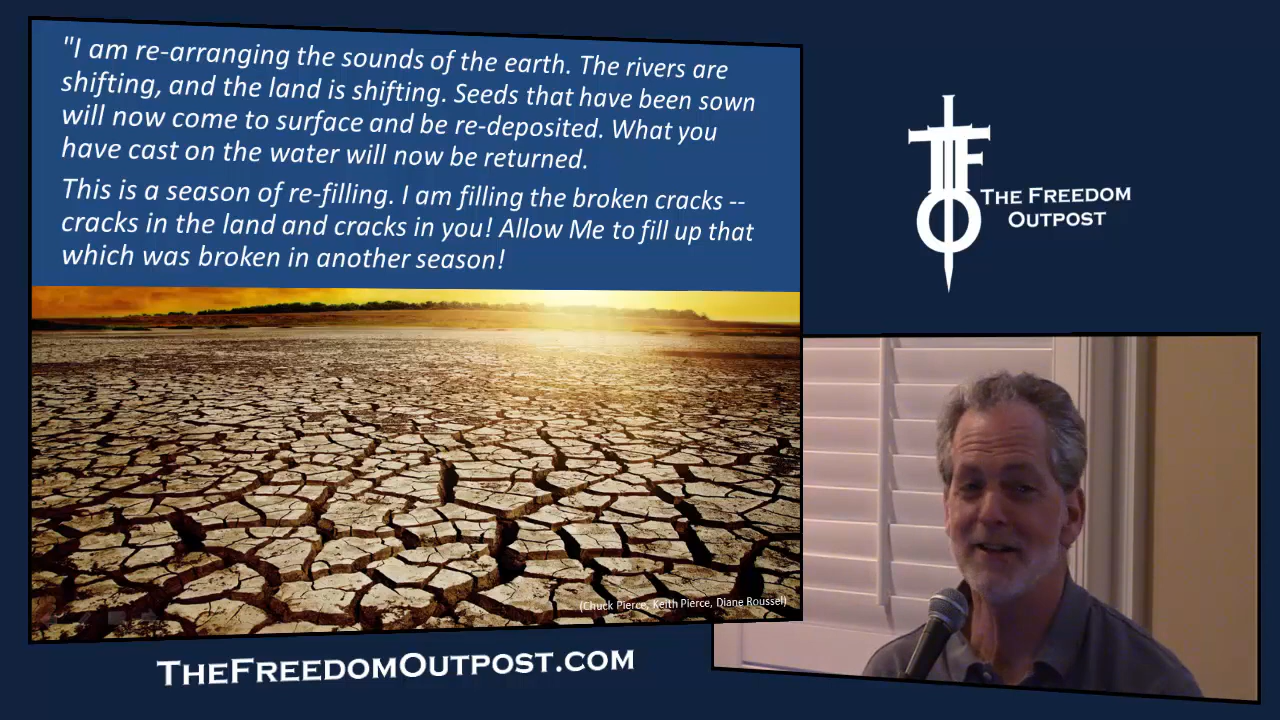 "I am re-arranging the sounds of the earth. The rivers are
shifting, and the land is shifting. Seeds that have been sown
will now come to surface and be re-deposited. What you
have cast on the water will now be returned.
This is a season of re-filling. I am filling the broken cracks --
cracks in the land and cracks in you! Allow Me to fill up that
which was broken in another season!
(Chuck Pierce, Keith Pierce, Diane Roussel)
TF
O
The Freedom
Outpost
TheFreedomOutpost.com